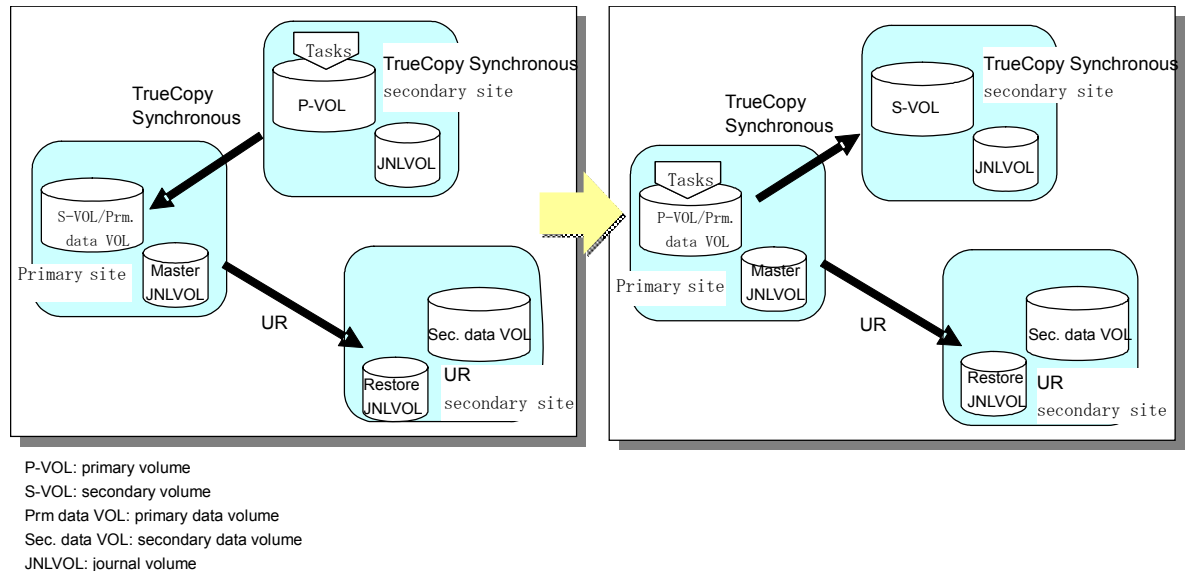 Tasks
TrueCopy Synchronous
secondary site
P-VOL
JNLVOL
TrueCopy
Synchronous
S-VOL/Prm.
data VOL
Primary site
Master
JNLVOL
UR
Sec. data VOL
Restore
JNLVOL
UR
secondary site
TrueCopy Synchronous
secondary site
S-VOL
JNLVOL
TrueCopy
Synchronous
Tasks
P-VOL/Prm.
data VOL
Primary site
Master
JNLVOL
UR
Sec. data VOL
Restore
JNLVOL
UR
secondary site
P-VOL: primary volume
S-VOL: secondary volume
Prm data VOL: primary data volume
Sec. data VOL: secondary data volume
JNLVOL: journal volume